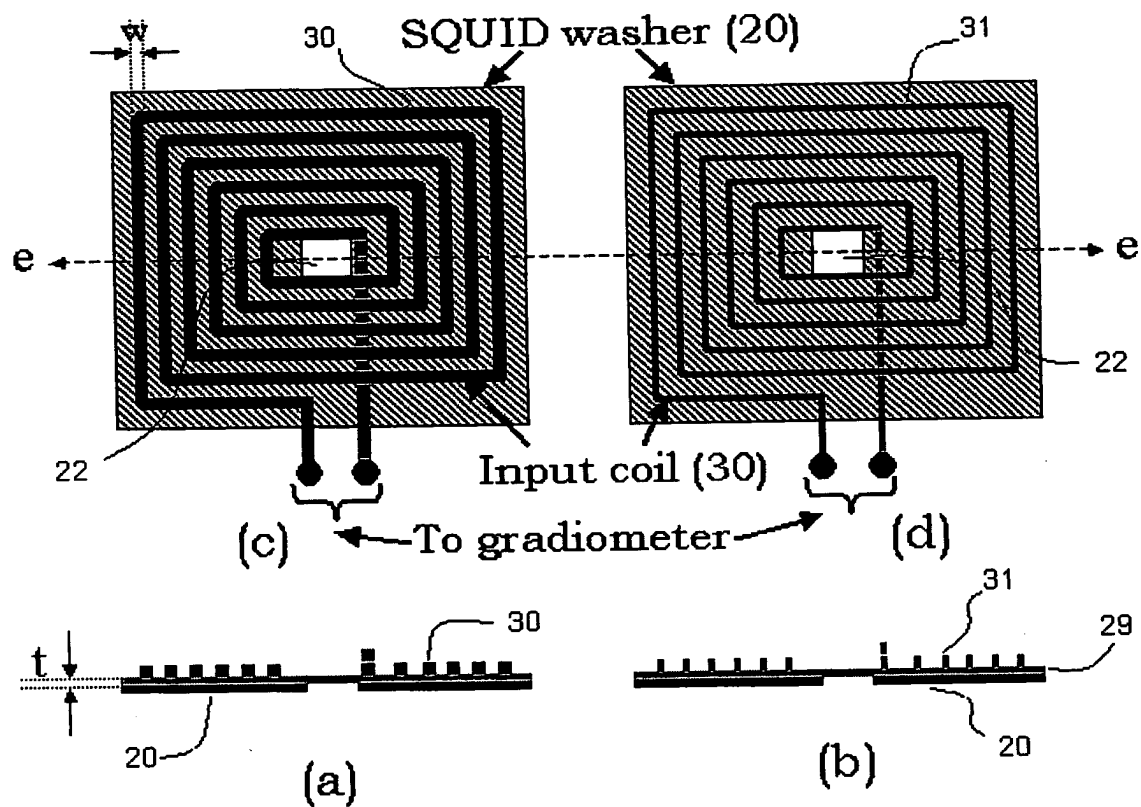 w
30
SQUID washer (20)
31
e
e
22
22
Input coil (30)
(c)
To gradiometer
(d)
t
30
31
29
20
20
(a)
(b)